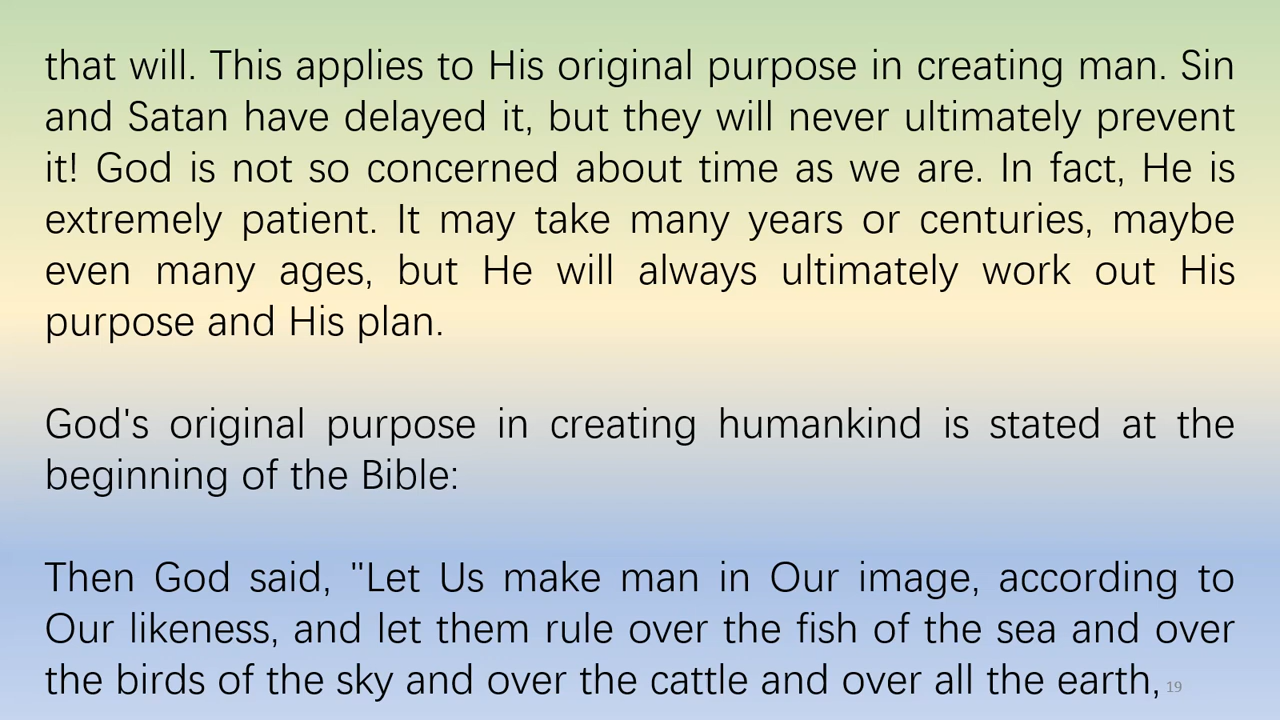 that will. This applies to His original purpose in creating man. Sin
and Satan have delayed it, but they will never ultimately prevent
it! God is not so concerned about time as we are. In fact, He is
extremely patient. It may take many years or centuries, maybe
even many ages, but He will always ultimately work out His
purpose and His plan.
God's original purpose in creating humankind is stated at the
beginning of the Bible:
Then God said, "Let Us make man in Our image, according to
Our likeness, and let them rule over the fish of the sea and over
the birds of the sky and over the cattle and over all the earth,
19